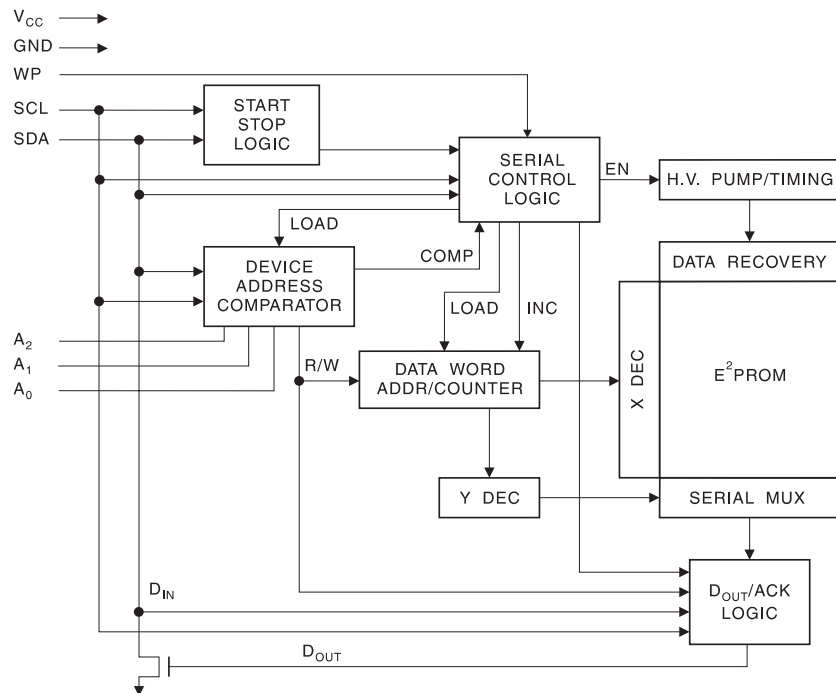 VCC
GND
WP
SCL
SDA
START
STOP
LOGIC
SERIAL
CONTROL
LOGIC
EN
H.V. PUMP/TIMING
LOAD
COMP
DEVICE
ADDRESS
COMPARATOR
LOAD
INC
DATA RECOVERY
A2
A1
A0
R/W
DATA WORD
ADDR/COUNTER
X DEC
E²PROM
Y DEC
SERIAL MUX
DIN
DOUT/ACK
LOGIC
DOUT